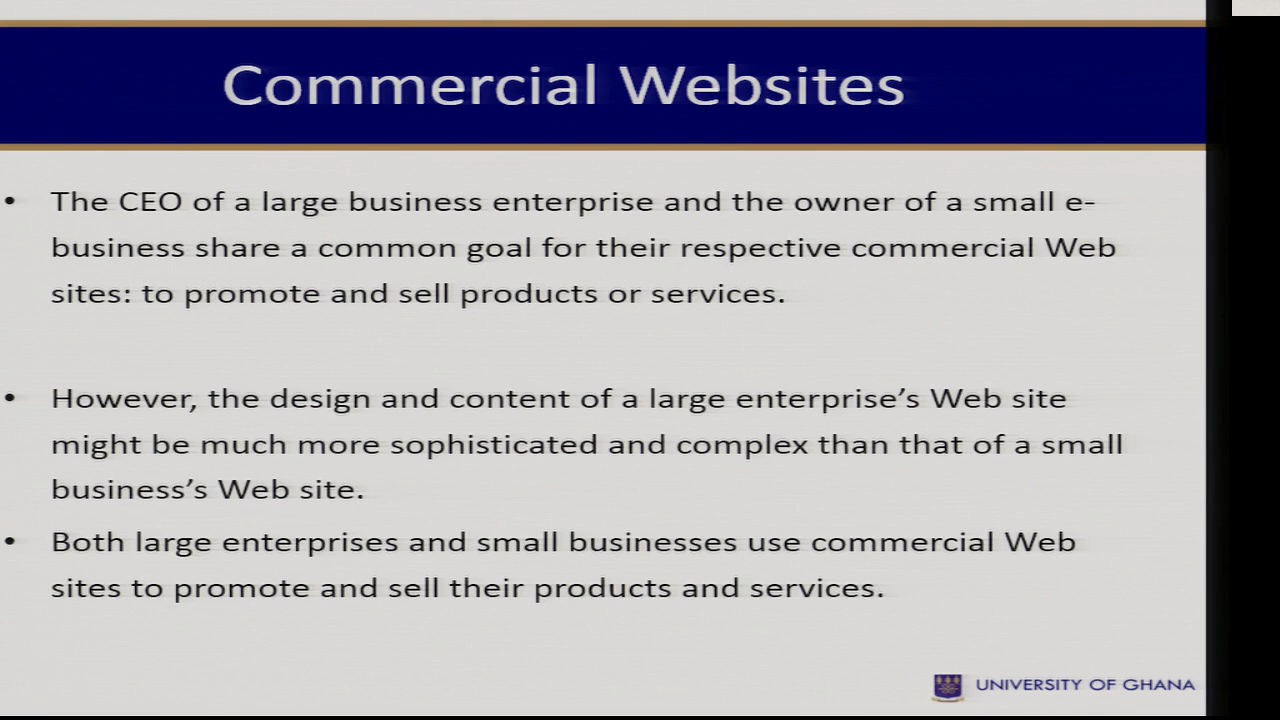 Commercial Websites
• The CEO of a large business enterprise and the owner of a small e-
business share a common goal for their respective commercial Web
sites: to promote and sell products or services.
• However, the design and content of a large enterprise’s Web site
might be much more sophisticated and complex than that of a small
business’s Web site.
• Both large enterprises and small businesses use commercial Web
sites to promote and sell their products and services.
UNIVERSITY OF GHANA